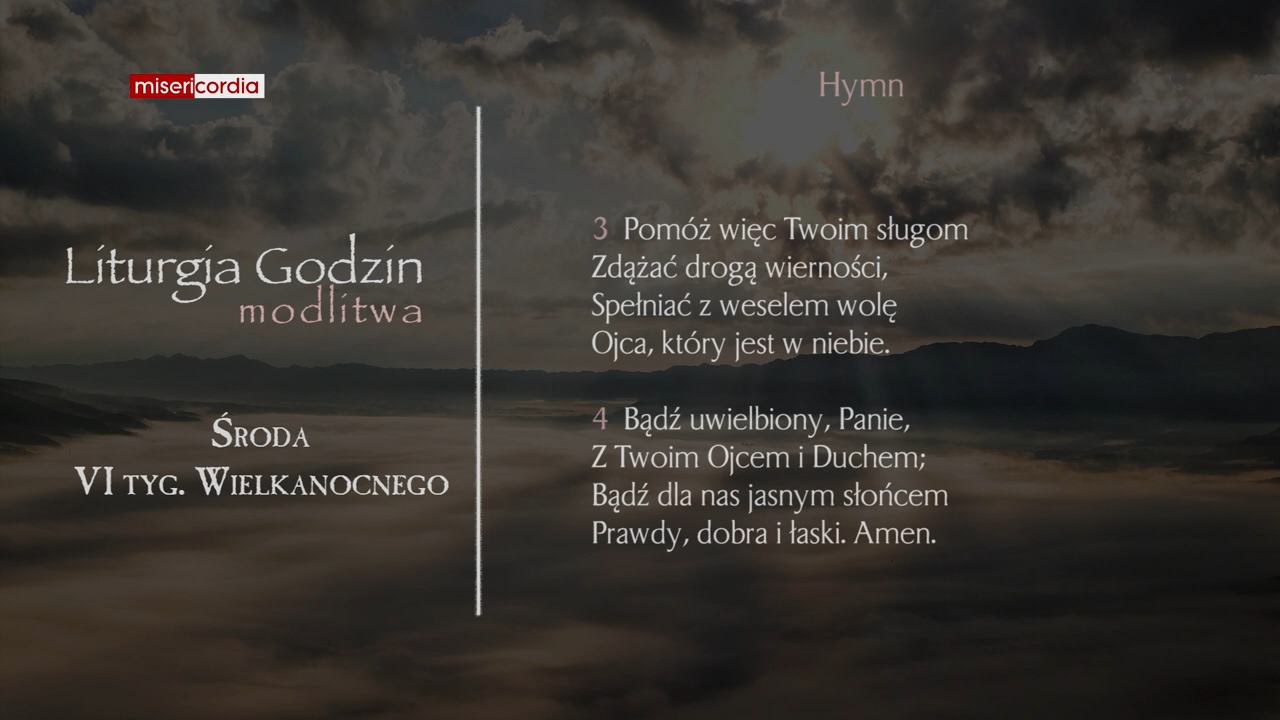 misericordia
Liturgia Godzin
modlitwa
Środa
VI tyg. Wielkanocnego
Hymn
3 Pomóż więc Twoim sługom
Zdążać drogą wierności,
Spełniać z weselem wolę
Ojca, który jest w niebie.
4 Bądź uwielbiony, Panie,
Z Twoim Ojcem i Duchem;
Bądź dla nas jasnym słońcem
Prawdy, dobra i łaski. Amen.